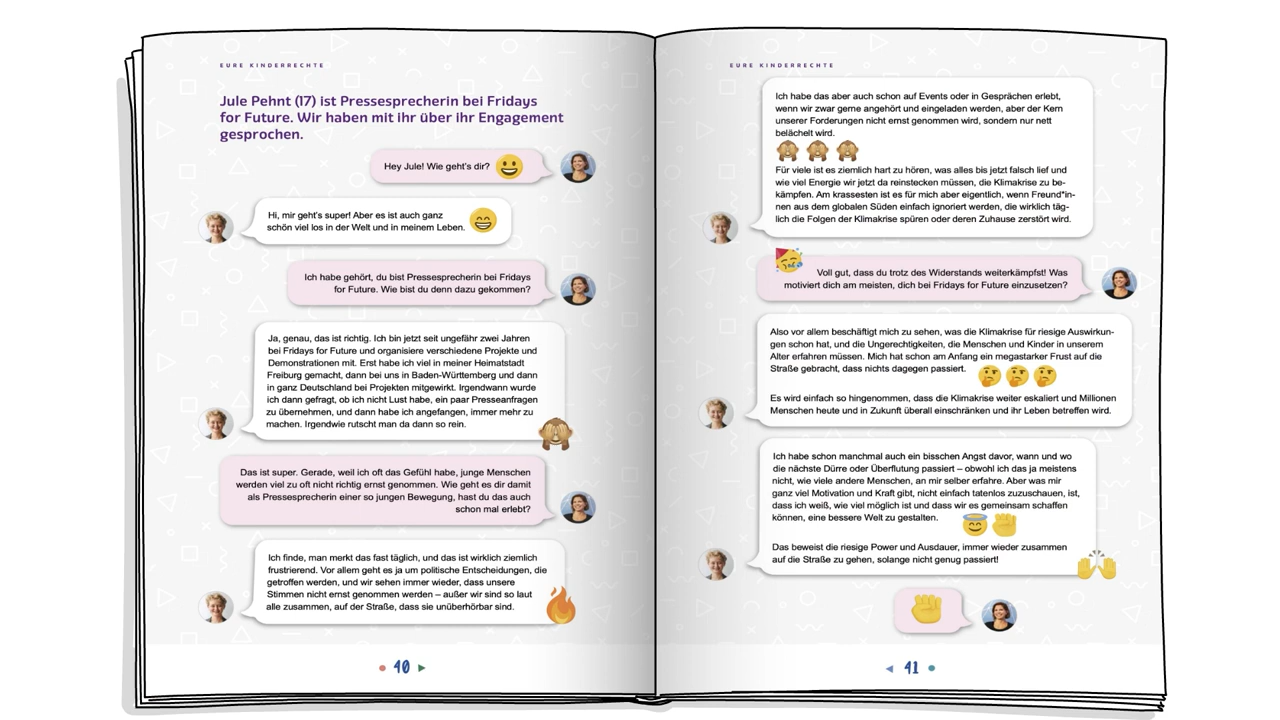 EURE KINDERRECHTE
Jule Pehnt (17) ist Pressesprecherin bei Fridays
for Future. Wir haben mit ihr über ihr Engagement
gesprochen.
Hey Jule! Wie geht's dir?
Hi, mir geht's super! Aber es ist auch ganz
schön viel los in der Welt und in meinem Leben.
Ich habe gehört, du bist Pressesprecherin bei Fridays
for Future. Wie bist du denn dazu gekommen?
Ja, genau, das ist richtig. Ich bin jetzt seit ungefähr zwei Jahren
bei Fridays for Future und organisiere verschiedene Projekte und
Demonstrationen mit. Erst habe ich viel in meiner Heimatstadt
Freiburg gemacht, dann bei uns in Baden-Württemberg und dann
in ganz Deutschland bei Projekten mitgewirkt. Irgendwann wurde
ich dann gefragt, ob ich nicht Lust habe, ein paar Presseanfragen
zu übernehmen, und dann habe ich angefangen, immer mehr zu
machen. Irgendwie rutscht man da dann so rein.
Das ist super. Gerade, weil ich oft das Gefühl habe, junge Menschen
werden viel zu oft nicht richtig ernst genommen. Wie geht es dir damit
als Pressesprecherin einer so jungen Bewegung, hast du das auch
schon mal erlebt?
Ich finde, man merkt das fast täglich, und das ist wirklich ziemlich
frustrierend. Vor allem geht es ja um politische Entscheidungen, die
getroffen werden, und wir sehen immer wieder, dass unsere
Stimmen nicht ernst genommen werden – außer wir sind so laut
alle zusammen, auf der Straße, dass sie unüberhörbar sind.
40
EURE KINDERRECHTE
Ich habe das aber auch schon auf Events oder in Gesprächen erlebt,
wenn wir zwar gerne angehört und eingeladen werden, aber der Kern
unserer Forderungen nicht ernst genommen wird, sondern nur nett
belächelt wird.
Für viele ist es ziemlich hart zu hören, was alles bis jetzt falsch lief und
wie viel Energie wir jetzt da reinstecken müssen, die Klimakrise zu be-
kämpfen. Am krassesten ist es für mich aber eigentlich, wenn Freund*in-
nen aus dem globalen Süden einfach ignoriert werden, die wirklich täg-
lich die Folgen der Klimakrise spüren oder deren Zuhause zerstört wird.
Voll gut, dass du trotz des Widerstands weiterkämpfst! Was
motiviert dich am meisten, dich bei Fridays for Future einzusetzen?
Also vor allem beschäftigt mich zu sehen, was die Klimakrise für riesige Auswirkun-
gen schon hat, und die Ungerechtigkeiten, die Menschen und Kinder in unserem
Alter erfahren müssen. Mich hat schon am Anfang ein megastarker Frust auf die
Straße gebracht, dass nichts dagegen passiert.
Es wird einfach so hingenommen, dass die Klimakrise weiter eskaliert und Millionen
Menschen heute und in Zukunft überall einschränken und ihr Leben betreffen wird.
Ich habe schon manchmal auch ein bisschen Angst davor, wann und wo
die nächste Dürre oder Überflutung passiert – obwohl ich das ja meistens
nicht, wie viele andere Menschen, an mir selber erfahre. Aber was mir
ganz viel Motivation und Kraft gibt, nicht einfach tatenlos zuzuschauen, ist,
dass ich weiß, wie viel möglich ist und dass wir es gemeinsam schaffen
können, eine bessere Welt zu gestalten.
Das beweist die riesige Power und Ausdauer, immer wieder zusammen
auf die Straße zu gehen, solange nicht genug passiert!
41